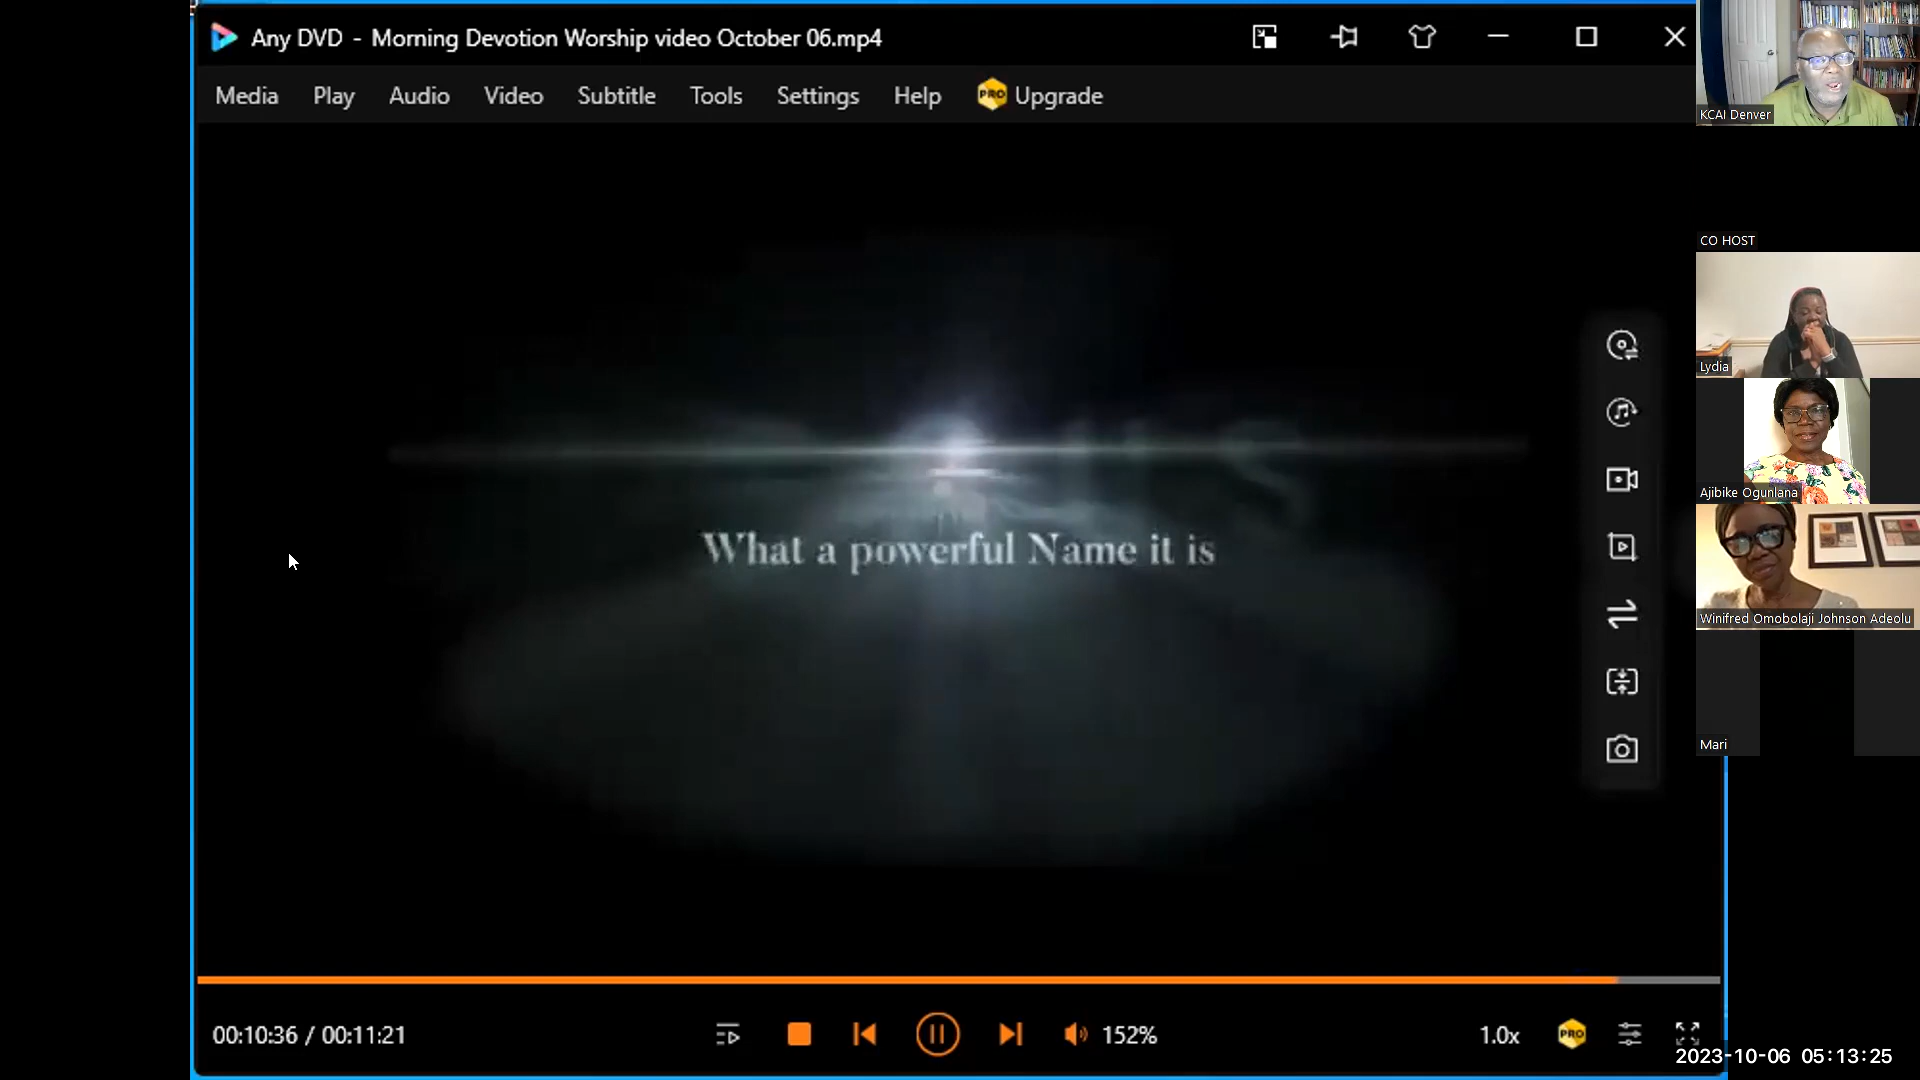 Any DVD - Morning Devotion Worship video October 06.mp4
Media Play Audio Video Subtitle Tools Settings Help PRO Upgrade
KCAI Denver
CO HOST
Lydia
Ajibike Ogunlana
What a powerful Name it is
Winifred Omobolaji Johnson Adeolu
Mari
00:10:36 / 00:11:21
152%
1.0x
PRO
2023-10-06 05:13:25